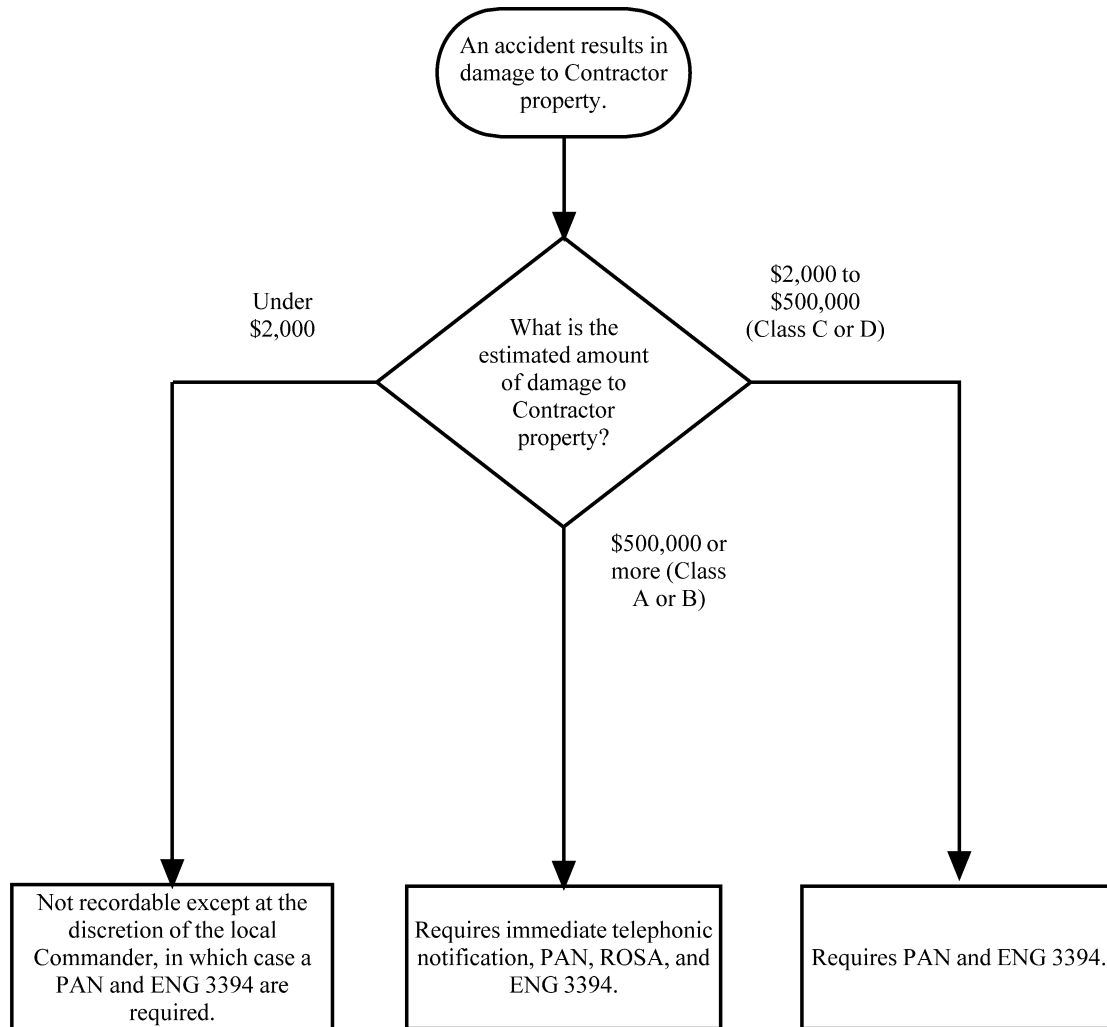 An accident results in
damage to Contractor
property.
Under
$2,000
$2,000 to
$500,000
(Class C or D)
What is the
estimated amount
of damage to
Contractor
property?
$500,000 or
more (Class
A or B)
Not recordable except at the
discretion of the local
Commander, in which case a
PAN and ENG 3394 are
required.
Requires immediate telephonic
notification, PAN, ROSA, and
ENG 3394.
Requires PAN and ENG 3394.